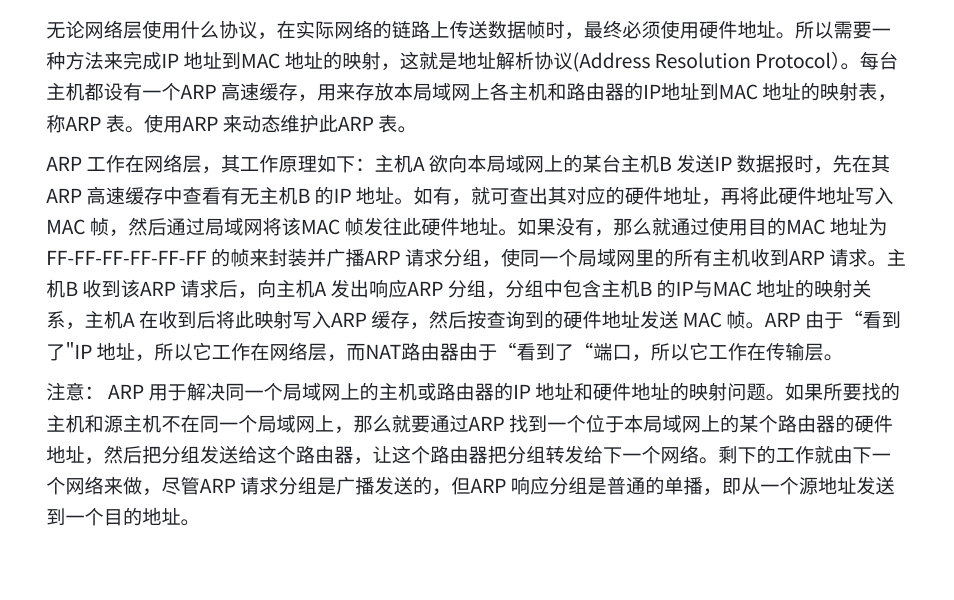 无论网络层使用什么协议，在实际网络的链路上传送数据帧时，最终必须使用硬件地址。所以需要一
种方法来完成IP 地址到MAC 地址的映射，这就是地址解析协议(Address Resolution Protocol）。每台
主机都设有一个ARP 高速缓存，用来存放本局域网上各主机和路由器的IP地址到MAC 地址的映射表，
称ARP 表。使用ARP 来动态维护此ARP 表。
ARP 工作在网络层，其工作原理如下：主机A 欲向本局域网上的某台主机B 发送IP 数据报时，先在其
ARP 高速缓存中查看有无主机B 的IP 地址。如有，就可查出其对应的硬件地址，再将此硬件地址写入
MAC 帧，然后通过局域网将该MAC 帧发往此硬件地址。如果没有，那么就通过使用目的MAC 地址为
FF-FF-FF-FF-FF-FF 的帧来封装并广播ARP 请求分组，使同一个局域网里的所有主机收到ARP 请求。主
机B 收到该ARP 请求后，向主机A 发出响应ARP 分组，分组中包含主机B 的IP与MAC 地址的映射关
系，主机A 在收到后将此映射写入ARP 缓存，然后按查询到的硬件地址发送 MAC 帧。ARP 由于“看到
了"IP 地址，所以它工作在网络层，而NAT路由器由于“看到了“端口，所以它工作在传输层。
注意： ARP 用于解决同一个局域网上的主机或路由器的IP 地址和硬件地址的映射问题。如果所要找的
主机和源主机不在同一个局域网上，那么就要通过ARP 找到一个位于本局域网上的某个路由器的硬件
地址，然后把分组发送给这个路由器，让这个路由器把分组转发给下一个网络。剩下的工作就由下一
个网络来做，尽管ARP 请求分组是广播发送的，但ARP 响应分组是普通的单播，即从一个源地址发送
到一个目的地址。